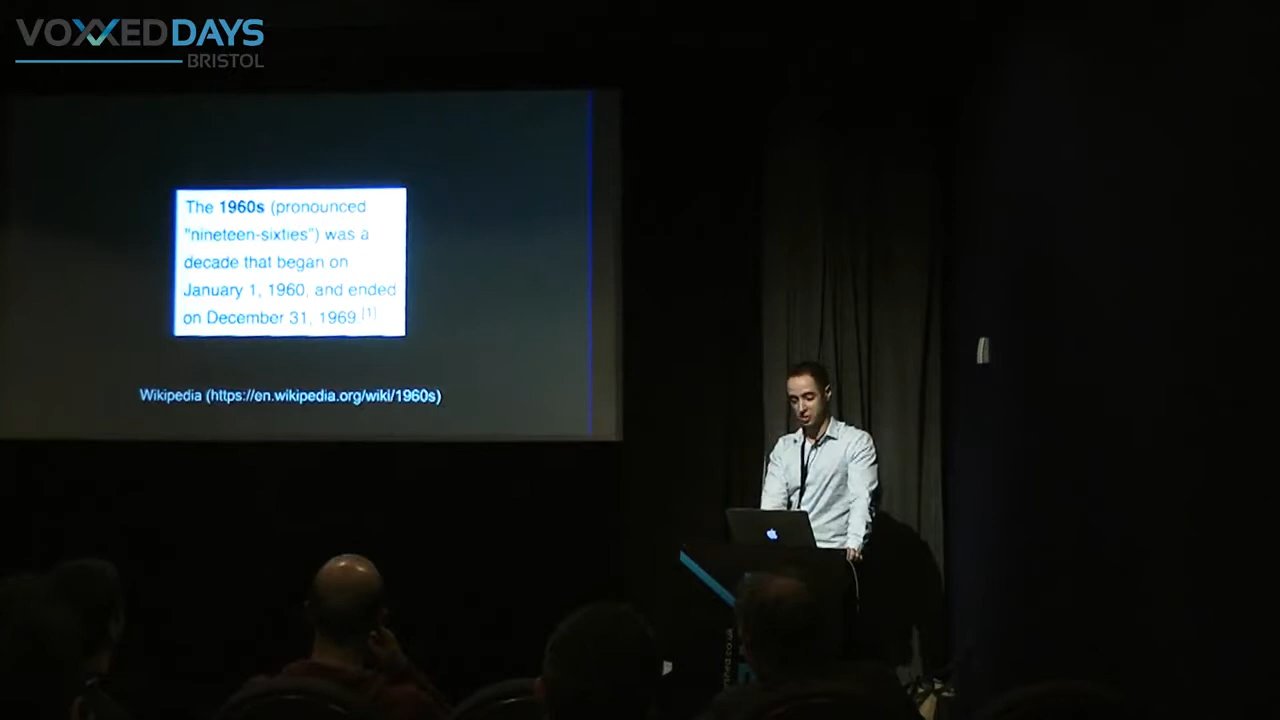 VOXXEDDAYS
BRISTOL
The 1960s (pronounced
"nineteen-sixties") was a
decade that began on
January 1, 1960, and ended
on December 31, 1969.[1]
Wikipedia (https://en.wikipedia.org/wiki/1960s)